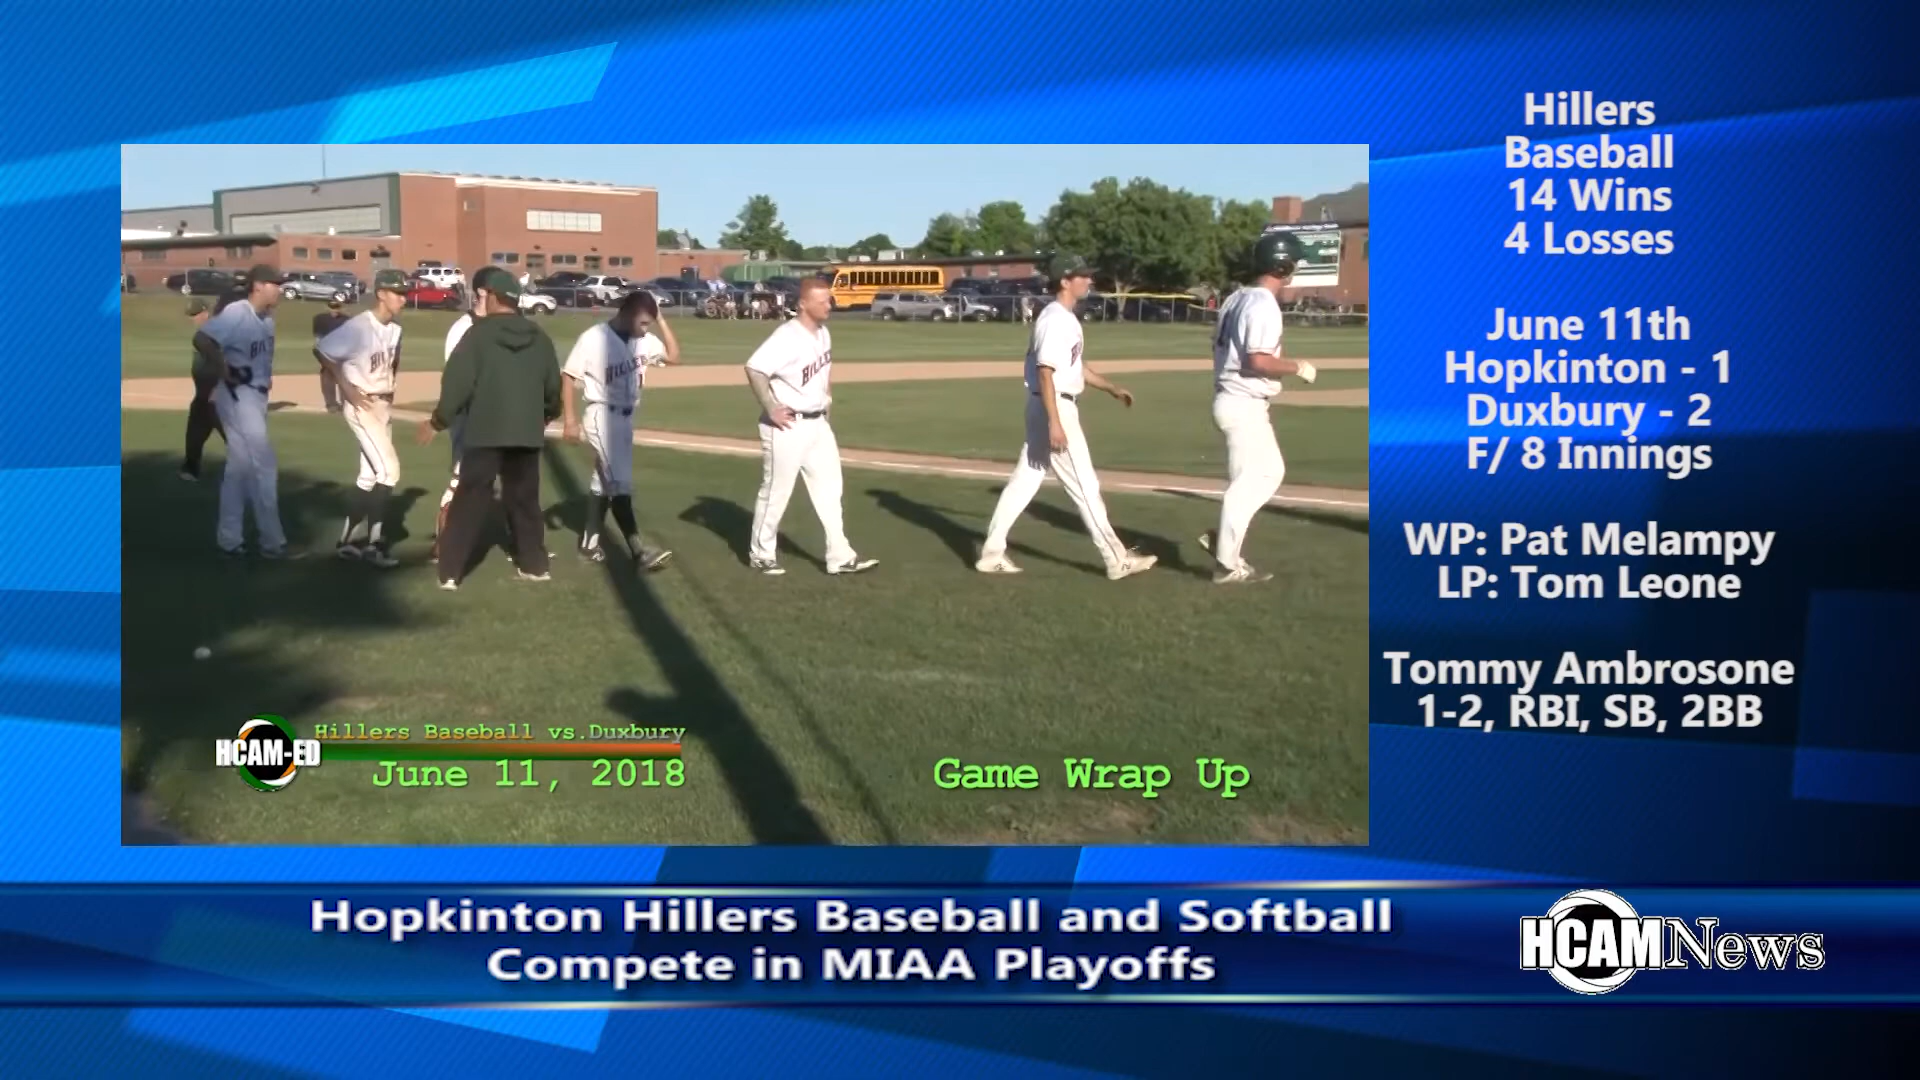 Hillers
Baseball
14 Wins
4 Losses
June 11th
Hopkinton - 1
Duxbury - 2
F/ 8 Innings
WP: Pat Melampy
LP: Tom Leone
Tommy Ambrosone
1-2, RBI, SB, 2BB
HILLERS
HCAM-ED
Hillers Baseball vs.Duxbury
June 11, 2018
Game Wrap Up
Hopkinton Hillers Baseball and Softball
Compete in MIAA Playoffs
HCAMNews